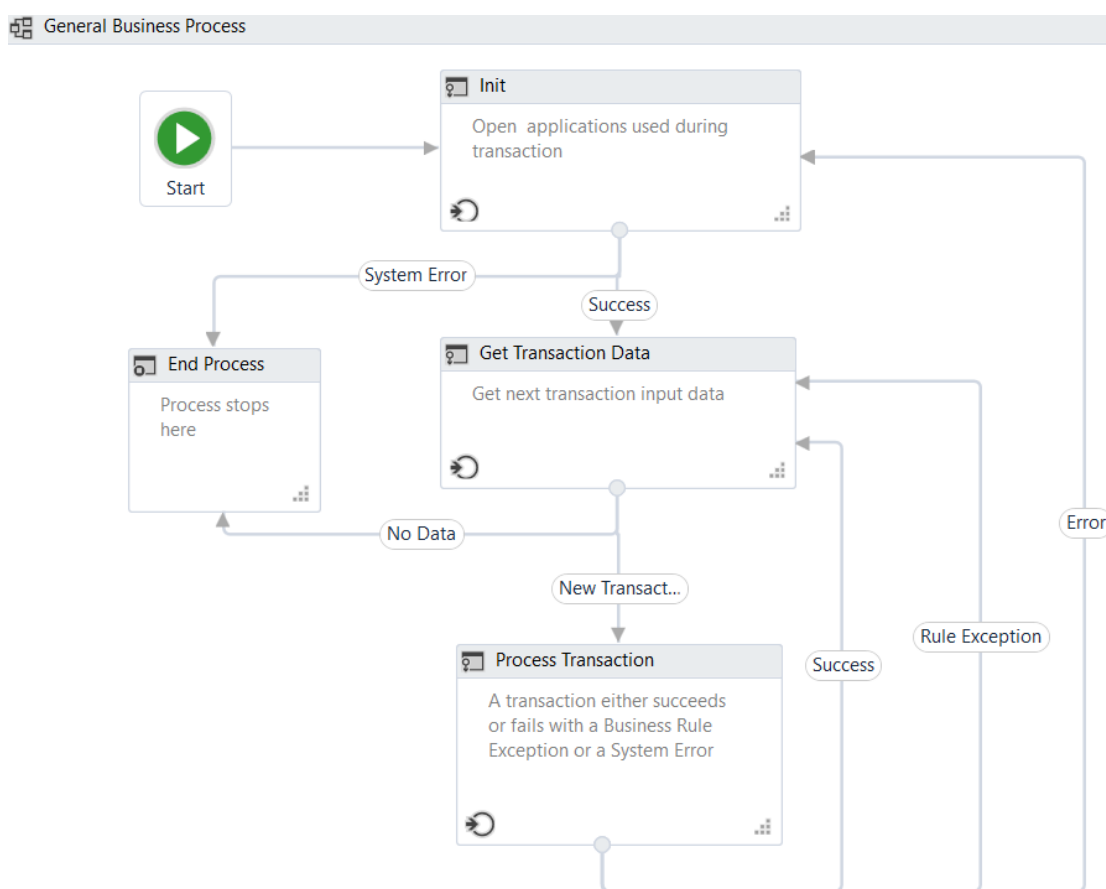 General Business Process
Init
Open  applications used during
transaction
Start
System Error
Success
Get Transaction Data
Get next transaction input data
End Process
Process stops
here
No Data
Error
New Transact...
Rule Exception
Success
Process Transaction
A transaction either succeeds
or fails with a Business Rule
Exception or a System Error